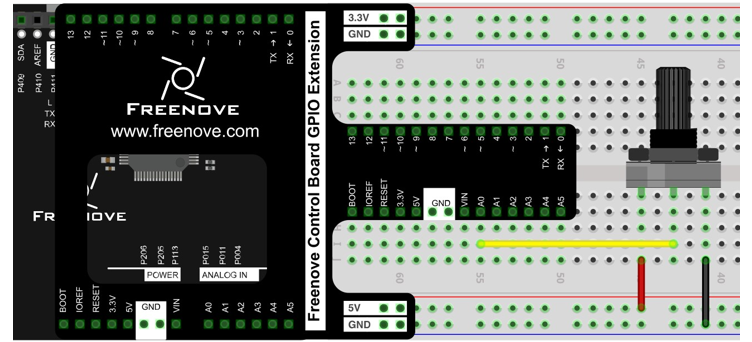 SDA
AREF
GND
P409
P410
P411
L
TX
RX
13
12
~11
~10
~9
8
7
~6
~5
4
~3
2
TX → 1
RX ← 0
FREENOVE
www.freenove.com
FR NOVE
P206
P205
P113
P015
P011
P004
POWER
ANALOG IN
BOOT
IOREF
RESET
3.3V
5V
GND
VIN
A0
A1
A2
A3
A4
A5
Freenove Control Board GPIO Extension
3.3V
GND
13
12
~11
~10
~9
8
7
~6
~5
4
~3
2
TX → 1
RX ← 0
BOOT
IOREF
RESET
3.3V
5V
GND
VIN
A0
A1
A2
A3
A4
A5
5V
GND
60
45
40
A
B
C
H
I
J
60
55
50
40